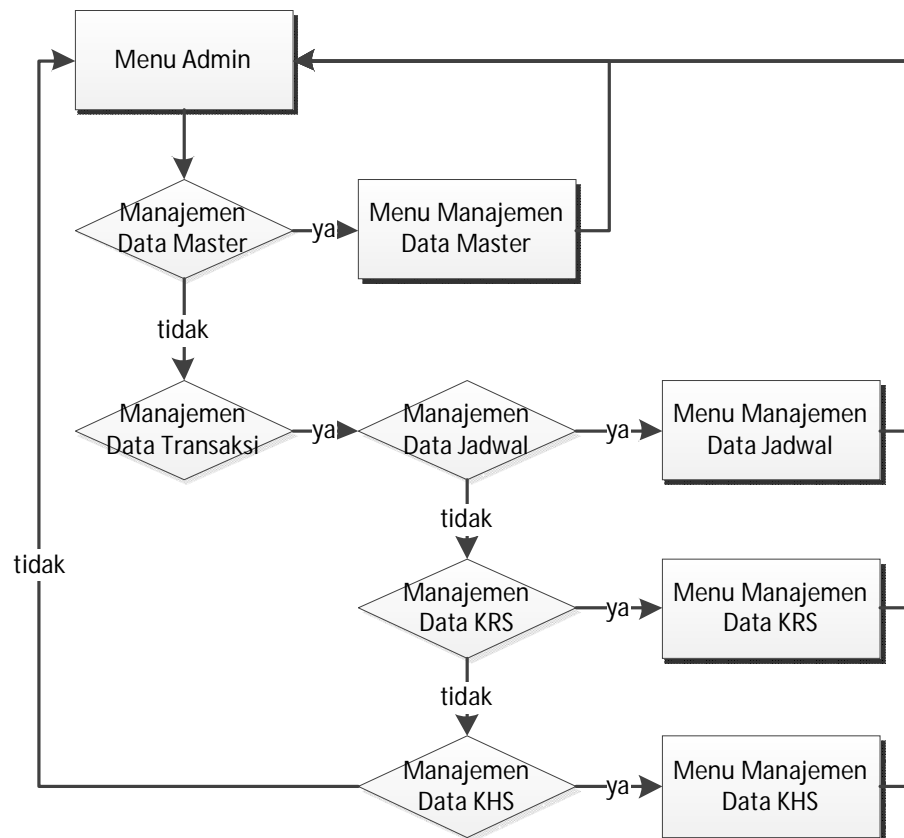 Menu Admin
Manajemen
Data Master
ya
Menu Manajemen
Data Master
tidak
Manajemen
Data Transaksi
ya
Manajemen
Data Jadwal
ya
Menu Manajemen
Data Jadwal
tidak
tidak
Manajemen
Data KRS
ya
Menu Manajemen
Data KRS
tidak
Manajemen
Data KHS
ya
Menu Manajemen
Data KHS